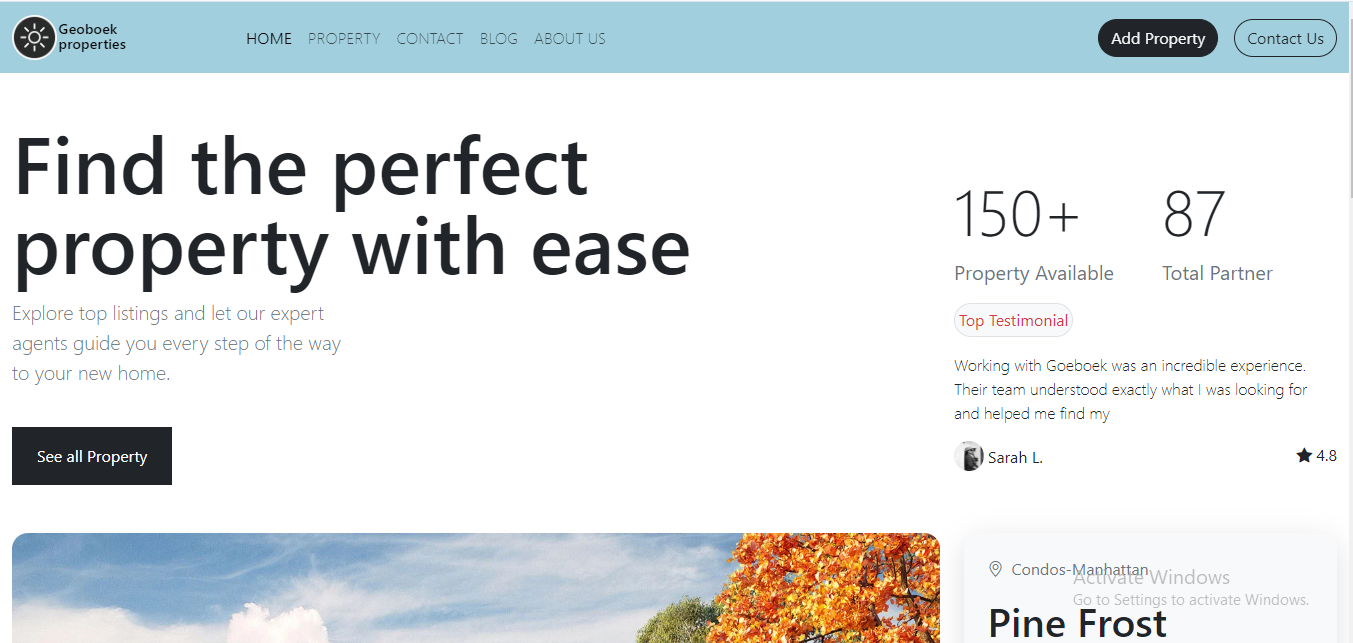 Geoboek
properties
HOME PROPERTY CONTACT BLOG ABOUT US
Add Property
Contact Us
Find the perfect
property with ease
Explore top listings and let our expert
agents guide you every step of the way
to your new home.
See all Property
150+
Property Available
87
Total Partner
Top Testimonial
Working with Goeboek was an incredible experience.
Their team understood exactly what I was looking for
and helped me find my
Sarah L.
4.8
Condos-Manhattan
Activate Windows
Go to Settings to activate Windows.
Pine Frost